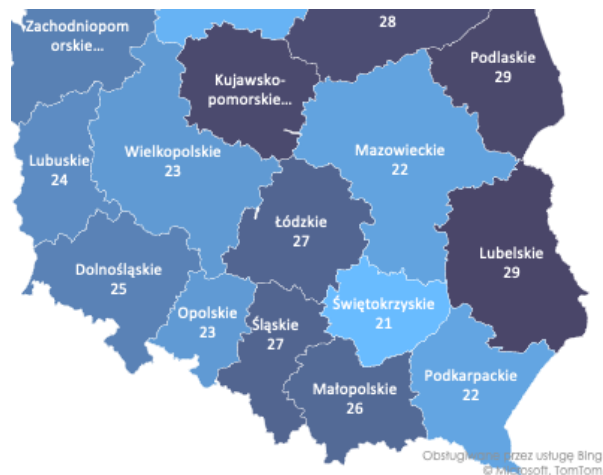 Zachodniopom
orskie...
28
Podlaskie
29
Kujawsko-
pomorskie...
Mazowieckie
22
Wielkopolskie
23
Lubuskie
24
Łódzkie
27
Lubelskie
29
Dolnośląskie
25
Opolskie
23
Śląskie
27
Świętokrzyskie
21
Małopolskie
26
Podkarpackie
22
Obsługiwane przez usługę Bing
© Microsoft, TomTom